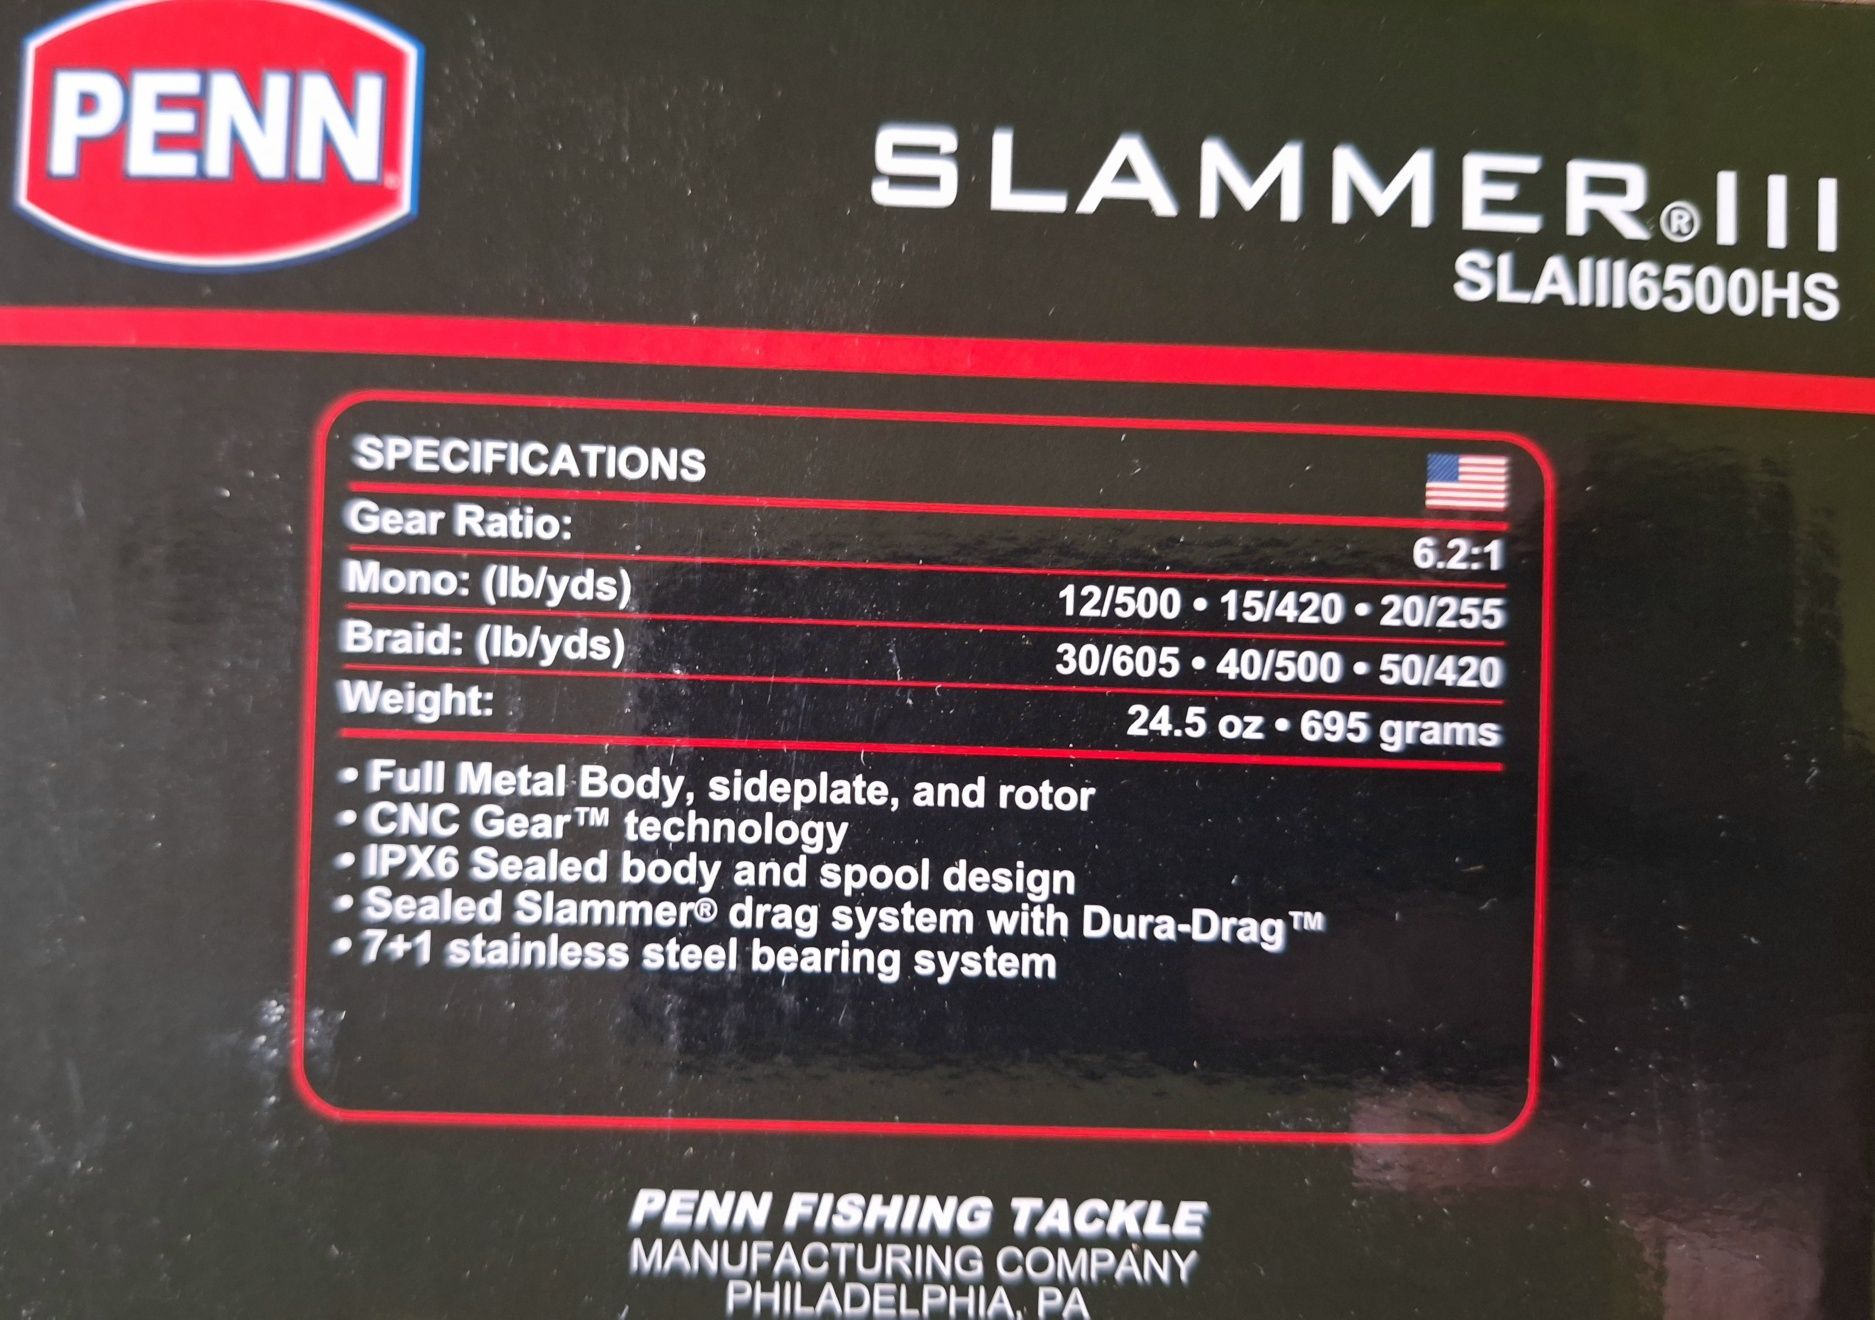 PENN®
SLAMMER®III
SLAIII6500HS
SPECIFICATIONS
Gear Ratio: 6.2:1
Mono: (lb/yds) 12/500 • 15/420 • 20/255
Braid: (lb/yds) 30/605 • 40/500 • 50/420
Weight: 24.5 oz • 695 grams
• Full Metal Body, sideplate, and rotor
• CNC Gear™ technology
• IPX6 Sealed body and spool design
• Sealed Slammer® drag system with Dura-Drag™
• 7+1 stainless steel bearing system
PENN FISHING TACKLE
MANUFACTURING COMPANY
PHILADELPHIA, PA